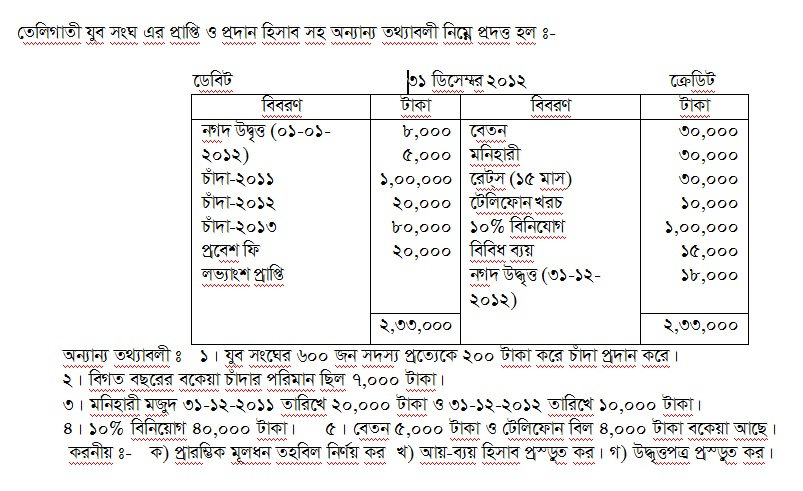 তেলিগাতী যুব সংঘ এর প্রাপ্তি ও প্রদান হিসাব সহ অন্যান্য তথ্যাবলী নিম্নে প্রদত্ত হল ঃ-
ডেবিট ৩১ ডিসেম্বর ২০১২ ক্রেডিট
বিবরণ টাকা বিবরণ টাকা
নগদ উদ্বৃত্ত (০১-০১- ৮,০০০ বেতন ৩০,০০০
২০১২) ৫,০০০ মনিহারী ৩০,০০০
চাঁদা-২০১১ ১,০০,০০০ রেট্স (১৫ মাস) ৩০,০০০
চাঁদা-২০১২ ২০,০০০ টেলিফোন খরচ ১০,০০০
চাঁদা-২০১৩ ৮০,০০০ ১০% বিনিযোগ ১,০০,০০০
প্রবেশ ফি ২০,০০০ বিবিধ ব্যয় ১৫,০০০
লভ্যাংশ প্রাপ্তি নগদ উদ্ধৃত্ত (৩১-১২- ১৮,০০০
২০১২)
২,৩৩,০০০ ২,৩৩,০০০
অন্যান্য তথ্যাবলী ঃ ১। যুব সংঘের ৬০০ জন সদস্য প্রত্যেকে ২০০ টাকা করে চাঁদা প্রদান করে।
২। বিগত বছরের বকেয়া চাঁদার পরিমান ছিল ৭,০০০ টাকা।
৩। মনিহারী মজুদ ৩১-১২-২০১১ তারিখে ২০,০০০ টাকা ও ৩১-১২-২০১২ তারিখে ১০,০০০ টাকা।
৪। ১০% বিনিয়োগ ৪০,০০০ টাকা। ৫। বেতন ৫,০০০ টাকা ও টেলিফোন বিল ৪,০০০ টাকা বকেয়া আছে।
করনীয় ঃ- ক) প্রারম্ভিক মূলধন তহবিল নির্ণয় কর খ) আয়-ব্যয় হিসাব প্রস্ডুত কর। গ) উদ্ধৃত্তপত্র প্রস্ডুত কর।